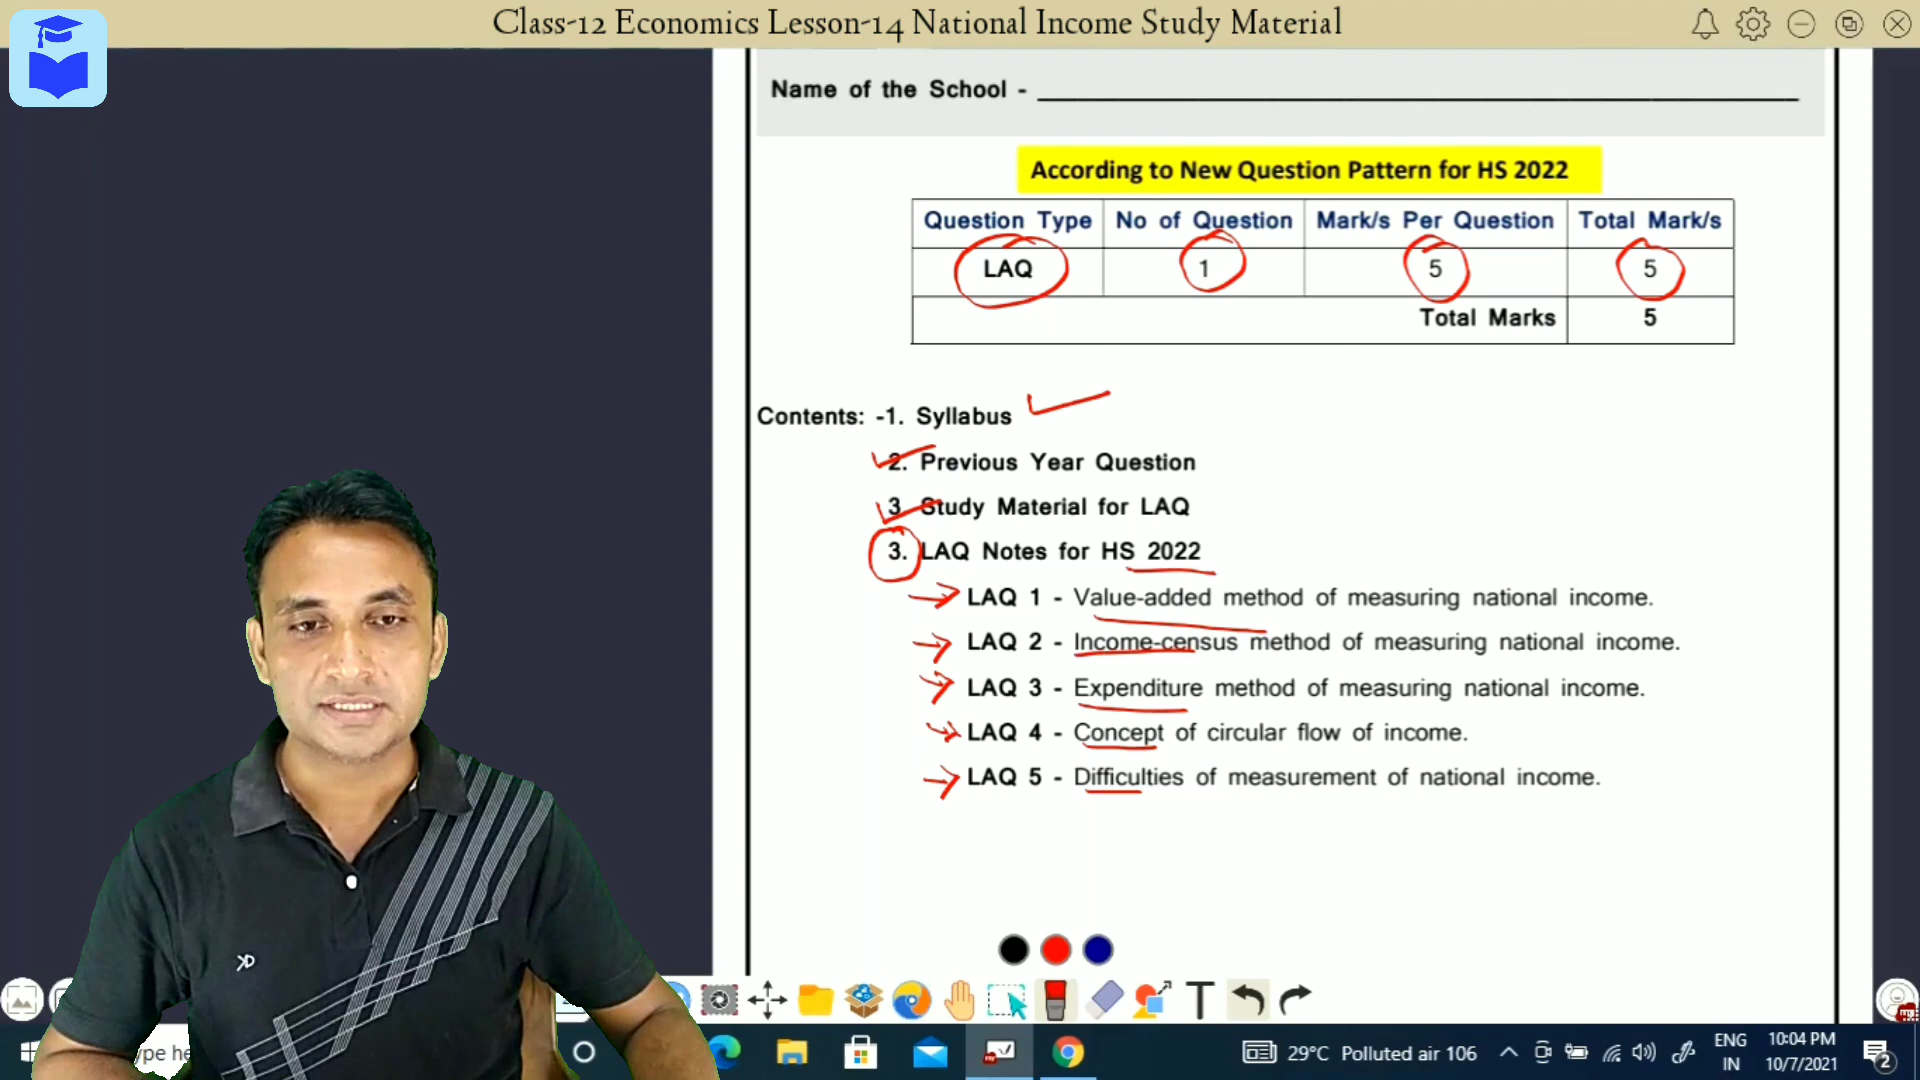 Class-12 Economics Lesson-14 National Income Study Material
Name of the School -
According to New Question Pattern for HS 2022
Question Type No of Question Mark/s Per Question Total Mark/s
LAQ 1 5 5
Total Marks 5
Contents: -1. Syllabus
2. Previous Year Question
3. Study Material for LAQ
3. LAQ Notes for HS 2022
LAQ 1 - Value-added method of measuring national income.
LAQ 2 - Income-census method of measuring national income.
LAQ 3 - Expenditure method of measuring national income.
LAQ 4 - Concept of circular flow of income.
LAQ 5 - Difficulties of measurement of national income.
T
ype he
29°C Polluted air 106
ENG
IN
10:04 PM
10/7/2021
2